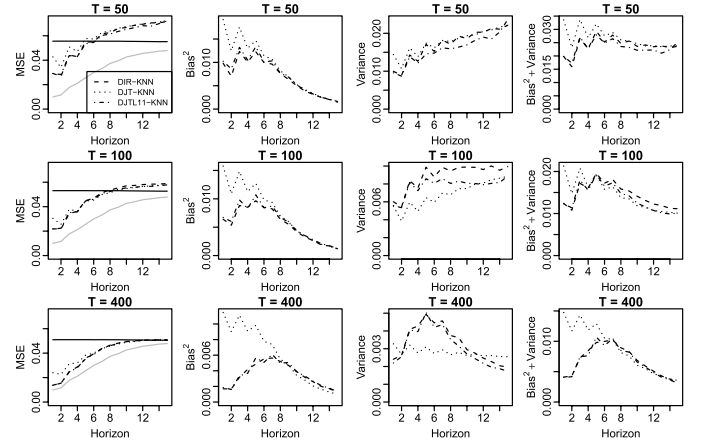 T = 50 T = 50 T = 50 T = 50
MSE
0.00 0.04
DIR−KNN
DJT−KNN
DJTL11−KNN
2 4 6 8 12
Horizon
Bias²
0.000 0.010
2 4 6 8 12
Horizon
Variance
0.000 0.010 0.020
2 4 6 8 12
Horizon
Bias² + Variance
0.000 0.010 0.020 0.030
2 4 6 8 12
Horizon
T = 100 T = 100 T = 100 T = 100
MSE
0.00 0.04
2 4 6 8 12
Horizon
Bias²
0.000 0.010
2 4 6 8 12
Horizon
Variance
0.000 0.006
2 4 6 8 12
Horizon
Bias² + Variance
0.000 0.010 0.020
2 4 6 8 12
Horizon
T = 400 T = 400 T = 400 T = 400
MSE
0.00 0.04
2 4 6 8 12
Horizon
Bias²
0.000 0.006
2 4 6 8 12
Horizon
Variance
0.000 0.003
2 4 6 8 12
Horizon
Bias² + Variance
0.000 0.010
2 4 6 8 12
Horizon